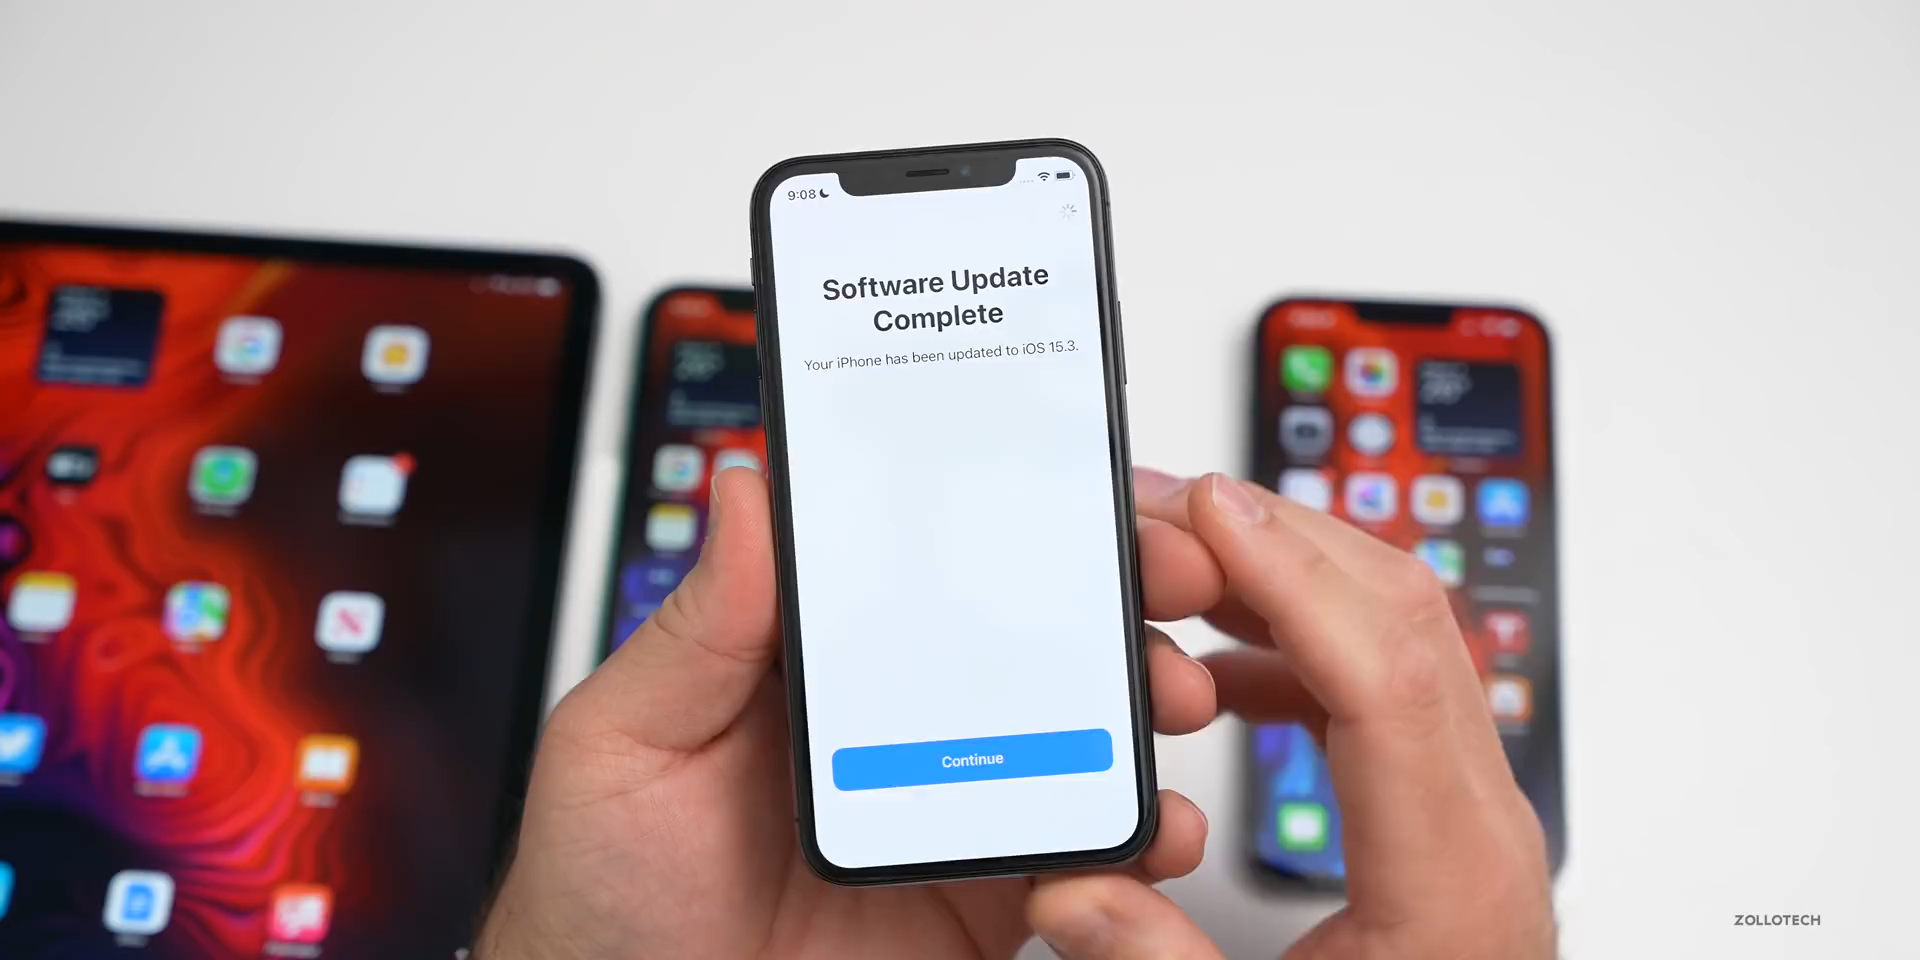 9:08
Software Update
Complete
Your iPhone has been updated to iOS 15.3.
Continue
ZOLLOTECH